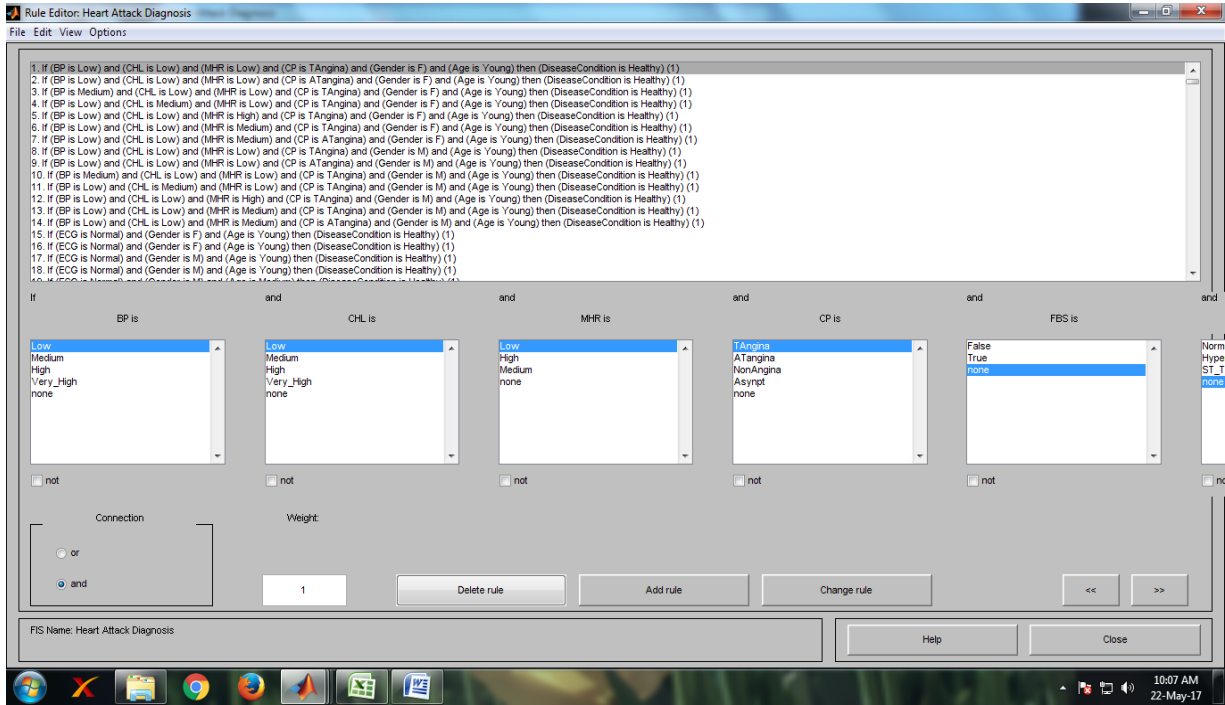 Rule Editor: Heart Attack Diagnosis
File Edit View Options
1. If (BP is Low) and (CHL is Low) and (MHR is Low) and (CP is TAngina) and (Gender is F) and (Age is Young) then (DiseaseCondition is Healthy) (1)
2. If (BP is Low) and (CHL is Low) and (MHR is Low) and (CP is ATangina) and (Gender is F) and (Age is Young) then (DiseaseCondition is Healthy) (1)
3. If (BP is Medium) and (CHL is Low) and (MHR is Low) and (CP is TAngina) and (Gender is F) and (Age is Young) then (DiseaseCondition is Healthy) (1)
4. If (BP is Low) and (CHL is Medium) and (MHR is Low) and (CP is TAngina) and (Gender is F) and (Age is Young) then (DiseaseCondition is Healthy) (1)
5. If (BP is Low) and (CHL is Low) and (MHR is High) and (CP is TAngina) and (Gender is F) and (Age is Young) then (DiseaseCondition is Healthy) (1)
6. If (BP is Low) and (CHL is Low) and (MHR is Medium) and (CP is TAngina) and (Gender is F) and (Age is Young) then (DiseaseCondition is Healthy) (1)
7. If (BP is Low) and (CHL is Low) and (MHR is Medium) and (CP is ATangina) and (Gender is F) and (Age is Young) then (DiseaseCondition is Healthy) (1)
8. If (BP is Low) and (CHL is Low) and (MHR is Low) and (CP is TAngina) and (Gender is M) and (Age is Young) then (DiseaseCondition is Healthy) (1)
9. If (BP is Low) and (CHL is Low) and (MHR is Low) and (CP is ATangina) and (Gender is M) and (Age is Young) then (DiseaseCondition is Healthy) (1)
10. If (BP is Medium) and (CHL is Low) and (MHR is Low) and (CP is TAngina) and (Gender is M) and (Age is Young) then (DiseaseCondition is Healthy) (1)
11. If (BP is Low) and (CHL is Medium) and (MHR is Low) and (CP is TAngina) and (Gender is M) and (Age is Young) then (DiseaseCondition is Healthy) (1)
12. If (BP is Low) and (CHL is Low) and (MHR is High) and (CP is TAngina) and (Gender is M) and (Age is Young) then (DiseaseCondition is Healthy) (1)
13. If (BP is Low) and (CHL is Low) and (MHR is Medium) and (CP is TAngina) and (Gender is M) and (Age is Young) then (DiseaseCondition is Healthy) (1)
14. If (BP is Low) and (CHL is Low) and (MHR is Medium) and (CP is ATangina) and (Gender is M) and (Age is Young) then (DiseaseCondition is Healthy) (1)
15. If (ECG is Normal) and (Gender is F) and (Age is Young) then (DiseaseCondition is Healthy) (1)
16. If (ECG is Normal) and (Gender is F) and (Age is Young) then (DiseaseCondition is Healthy) (1)
17. If (ECG is Normal) and (Gender is M) and (Age is Young) then (DiseaseCondition is Healthy) (1)
18. If (ECG is Normal) and (Gender is M) and (Age is Young) then (DiseaseCondition is Healthy) (1)
If and and and and and
BP is CHL is MHR is CP is FBS is
Low
Medium
High
Very_High
none
Low
Medium
High
Very_High
none
Low
High
Medium
none
TAngina
ATangina
NonAngina
Asynpt
none
False
True
none
Norm
Hype
ST_T
none
not not not not not
Connection
or
and
Weight:
1
Delete rule
Add rule
Change rule
<<
>>
FIS Name: Heart Attack Diagnosis
Help
Close
10:07 AM
22-May-17